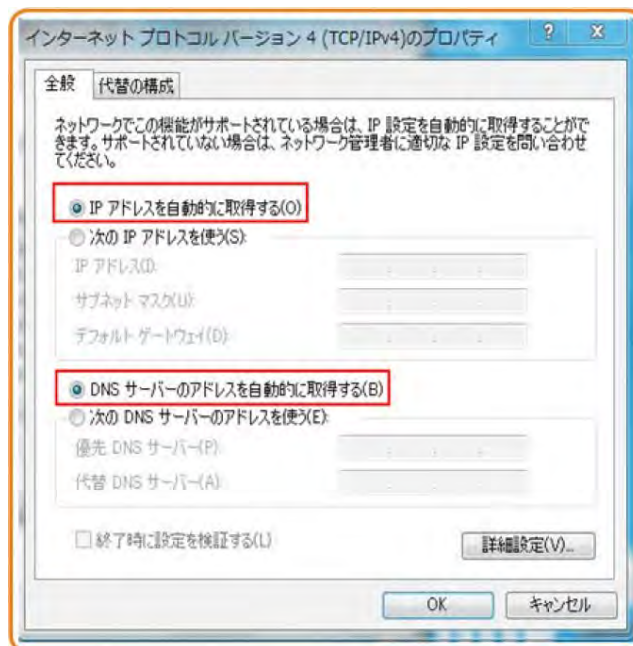 インターネット プロトコル バージョン 4 (TCP/IPv4)のプロパティ
全般
代替の構成
ネットワークでこの機能がサポートされている場合は、IP 設定を自動的に取得することがで
きます。サポートされていない場合は、ネットワーク管理者に適切な IP 設定を問い合わせ
てください。
IP アドレスを自動的に取得する(O)
次の IP アドレスを使う(S):
IP アドレス(I):
サブネット マスク(U):
デフォルト ゲートウェイ(D):
DNS サーバーのアドレスを自動的に取得する(B)
次の DNS サーバーのアドレスを使う(E):
優先 DNS サーバー(P):
代替 DNS サーバー(A):
終了時に設定を検証する(L)
詳細設定(V)...
OK
キャンセル